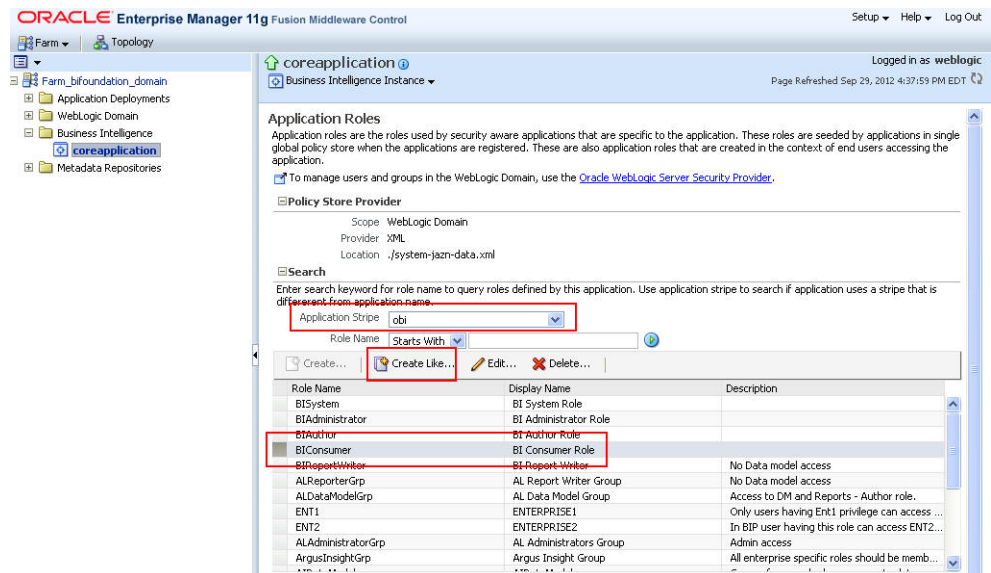 ORACLE Enterprise Manager 11g Fusion Middleware Control
Setup Help Log Out
Farm Topology
Farm_bifoundation_domain
Application Deployments
WebLogic Domain
Business Intelligence
coreapplication
Metadata Repositories
coreapplication
Logged in as weblogic
Business Intelligence Instance
Page Refreshed Sep 29, 2012 4:37:59 PM EDT
Application Roles
Application roles are the roles used by security aware applications that are specific to the application. These roles are seeded by applications in single
global policy store when the applications are registered. These are also application roles that are created in the context of end users accessing the
application.
To manage users and groups in the WebLogic Domain, use the Oracle WebLogic Server Security Provider.
Policy Store Provider
Scope WebLogic Domain
Provider XML
Location ./system-jazn-data.xml
Search
Enter search keyword for role name to query roles defined by this application. Use application stripe to search if application uses a stripe that is
differerent from application name.
Application Stripe obi
Role Name Starts With
Create... Create Like... Edit... Delete...
Role Name Display Name Description
BISystem BI System Role
BIAdministrator BI Administrator Role
BIAuthor BI Author Role
BIConsumer BI Consumer Role
BIReportWriter BI Report Writer No Data model access
ALReporterGrp AL Report Writer Group No Data model access
ALDataModelGrp AL Data Model Group Access to DM and Reports - Author role.
ENT1 ENTERPRISE1 Only users having Ent1 privilege can access ...
ENT2 ENTERPRISE2 In BIP user having this role can access ENT2...
ALAdministratorGrp AL Administrators Group Admin access
ArgusInsightGrp Argus Insight Group All enterprise specific roles should be memb...